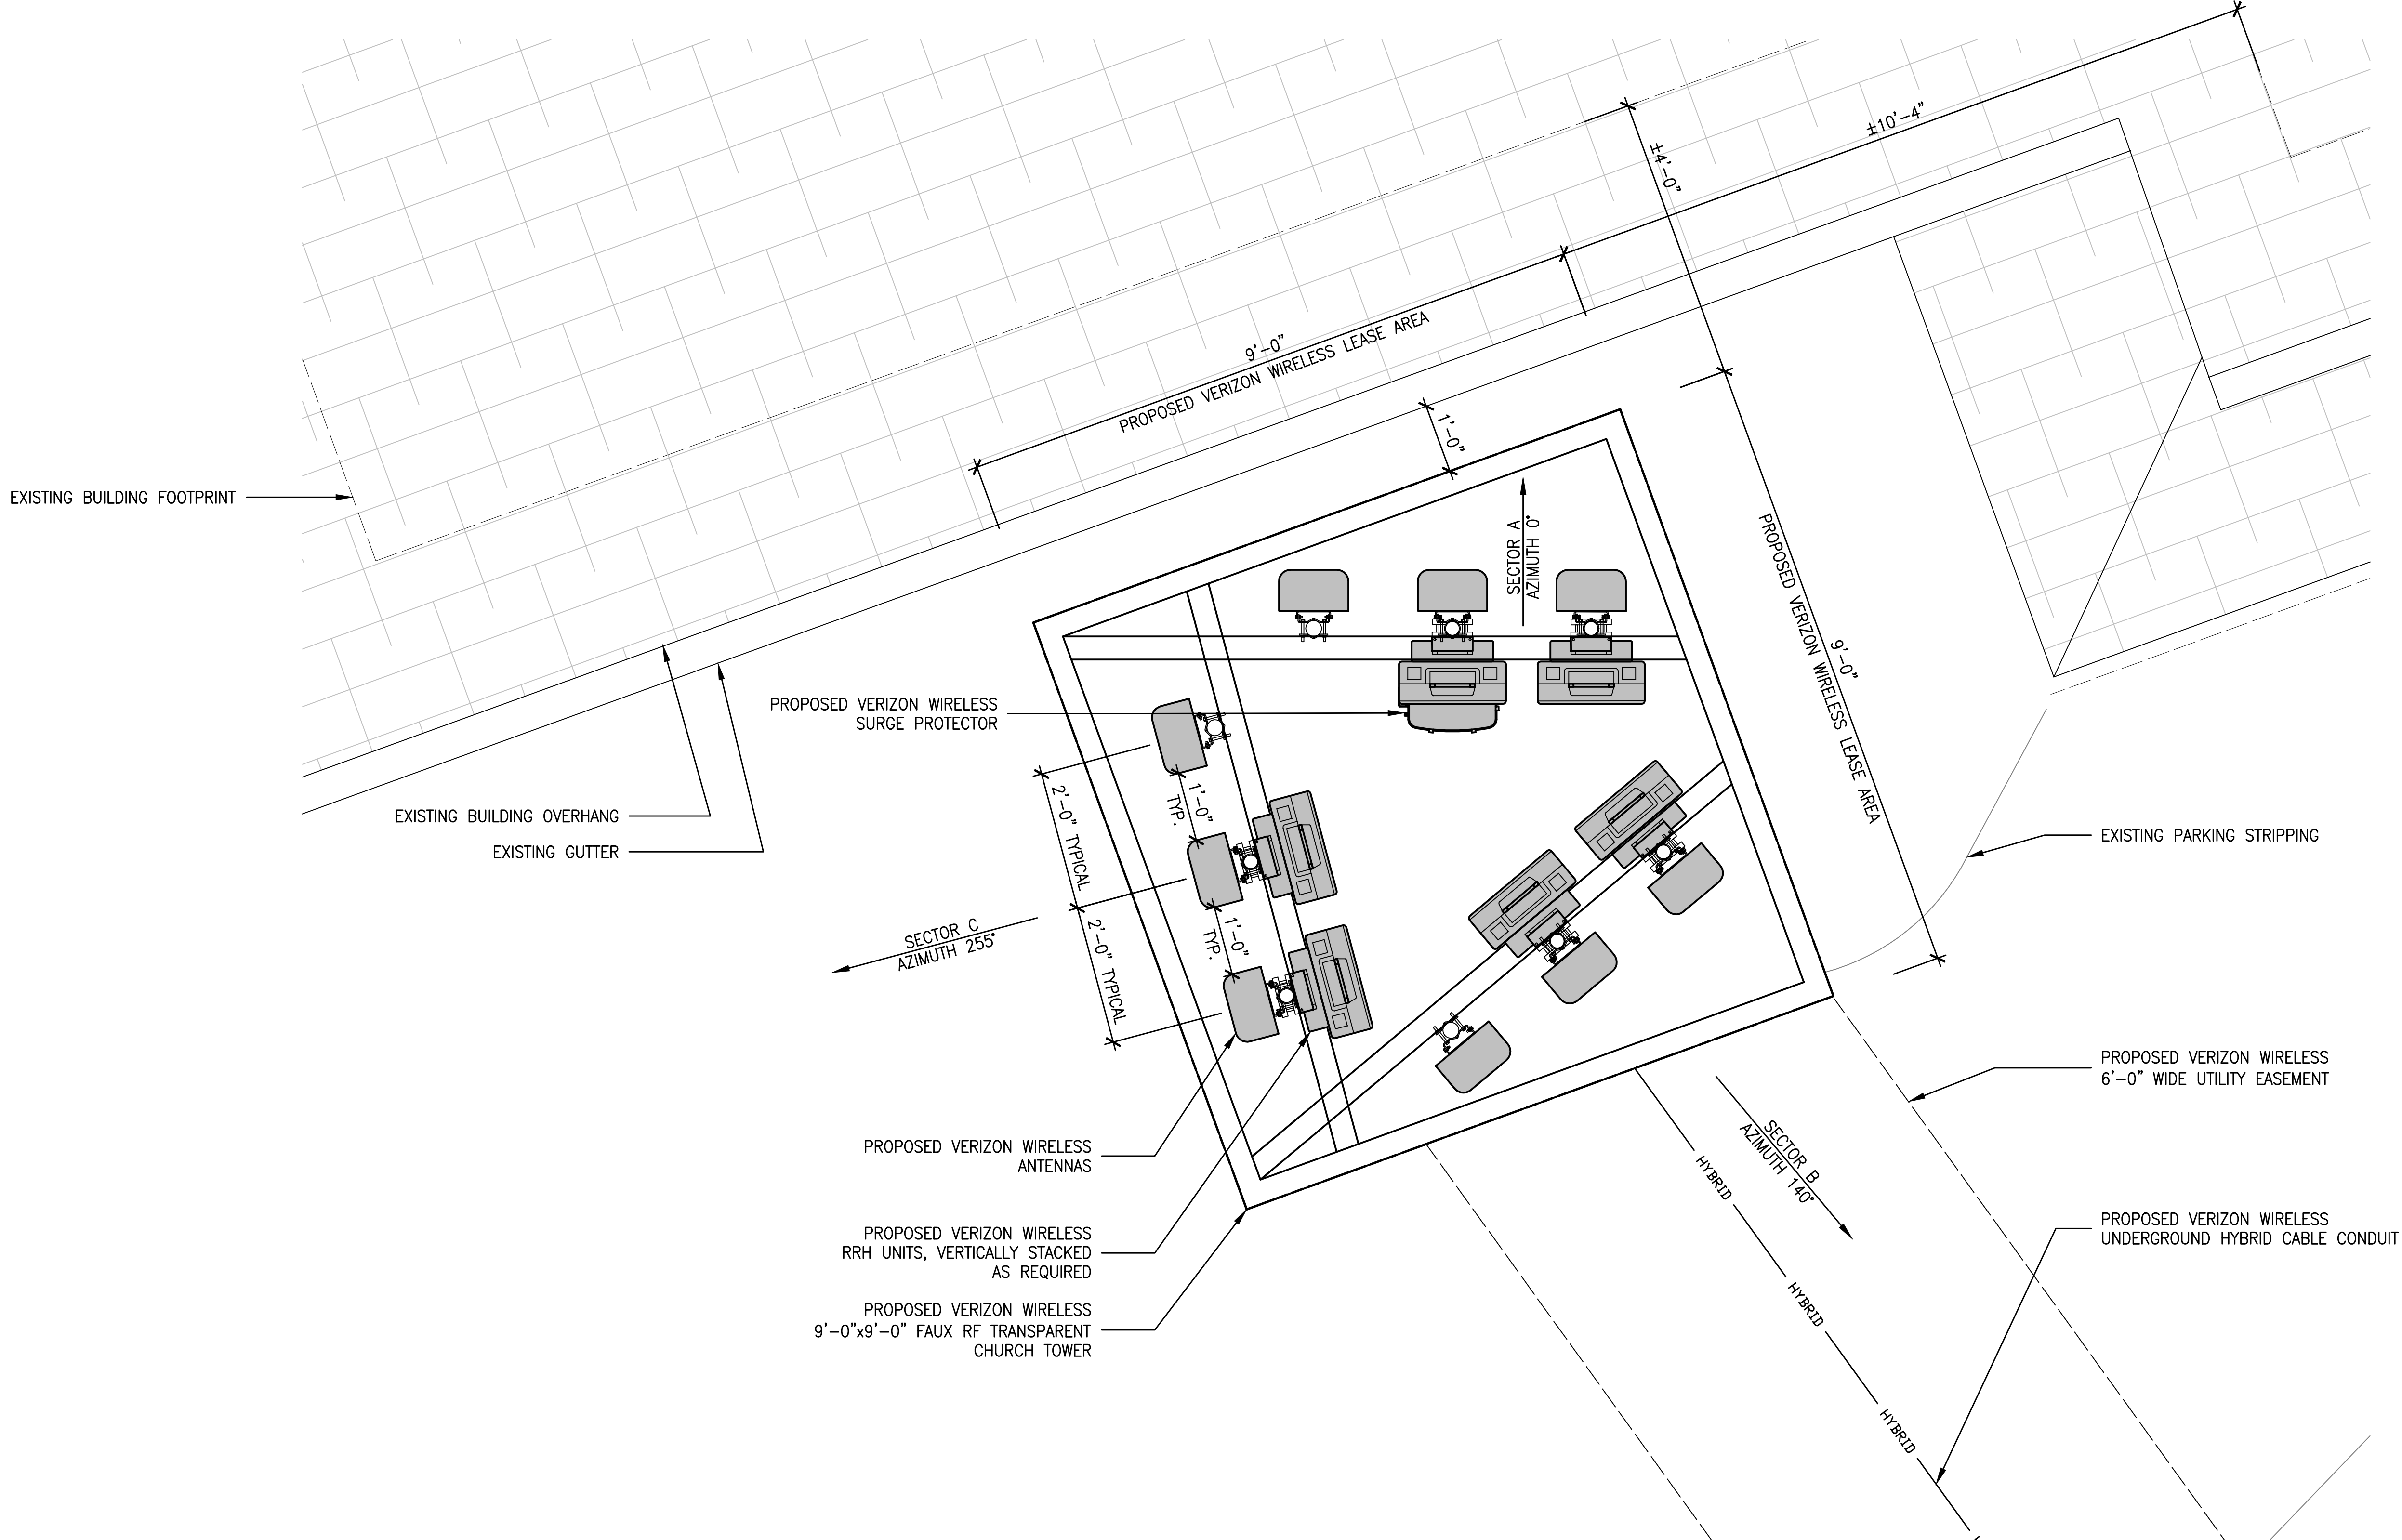 ±10'-4"
±4'-0"
9'-0"
PROPOSED VERIZON WIRELESS LEASE AREA
1'-0"
EXISTING BUILDING FOOTPRINT
SECTOR A
AZIMUTH 0°
9'-0"
PROPOSED VERIZON WIRELESS LEASE AREA
PROPOSED VERIZON WIRELESS
SURGE PROTECTOR
EXISTING BUILDING OVERHANG
EXISTING GUTTER
2'-0" TYPICAL
1'-0"
TYP.
2'-0" TYPICAL
1'-0"
TYP.
SECTOR C
AZIMUTH 255°
EXISTING PARKING STRIPPING
PROPOSED VERIZON WIRELESS
6'-0" WIDE UTILITY EASEMENT
PROPOSED VERIZON WIRELESS
ANTENNAS
SECTOR B
AZIMUTH 140°
HYBRID
HYBRID
HYBRID
PROPOSED VERIZON WIRELESS
UNDERGROUND HYBRID CABLE CONDUIT
PROPOSED VERIZON WIRELESS
RRH UNITS, VERTICALLY STACKED
AS REQUIRED
PROPOSED VERIZON WIRELESS
9'-0"x9'-0" FAUX RF TRANSPARENT
CHURCH TOWER